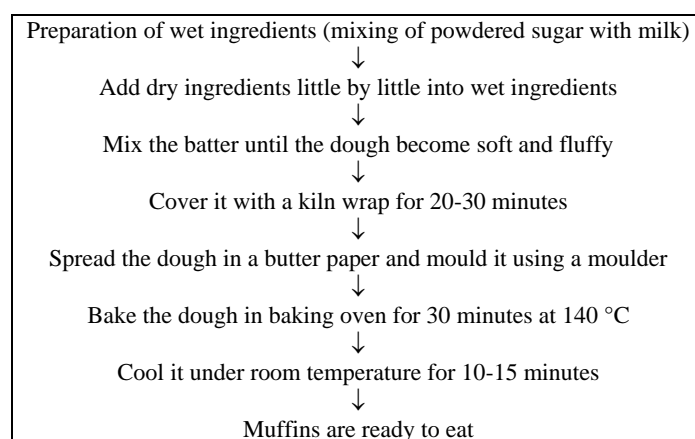 Preparation of wet ingredients (mixing of powdered sugar with milk)
↓
Add dry ingredients little by little into wet ingredients
↓
Mix the batter until the dough become soft and fluffy
↓
Cover it with a kiln wrap for 20-30 minutes
↓
Spread the dough in a butter paper and mould it using a moulder
↓
Bake the dough in baking oven for 30 minutes at 140 °C
↓
Cool it under room temperature for 10-15 minutes
↓
Muffins are ready to eat